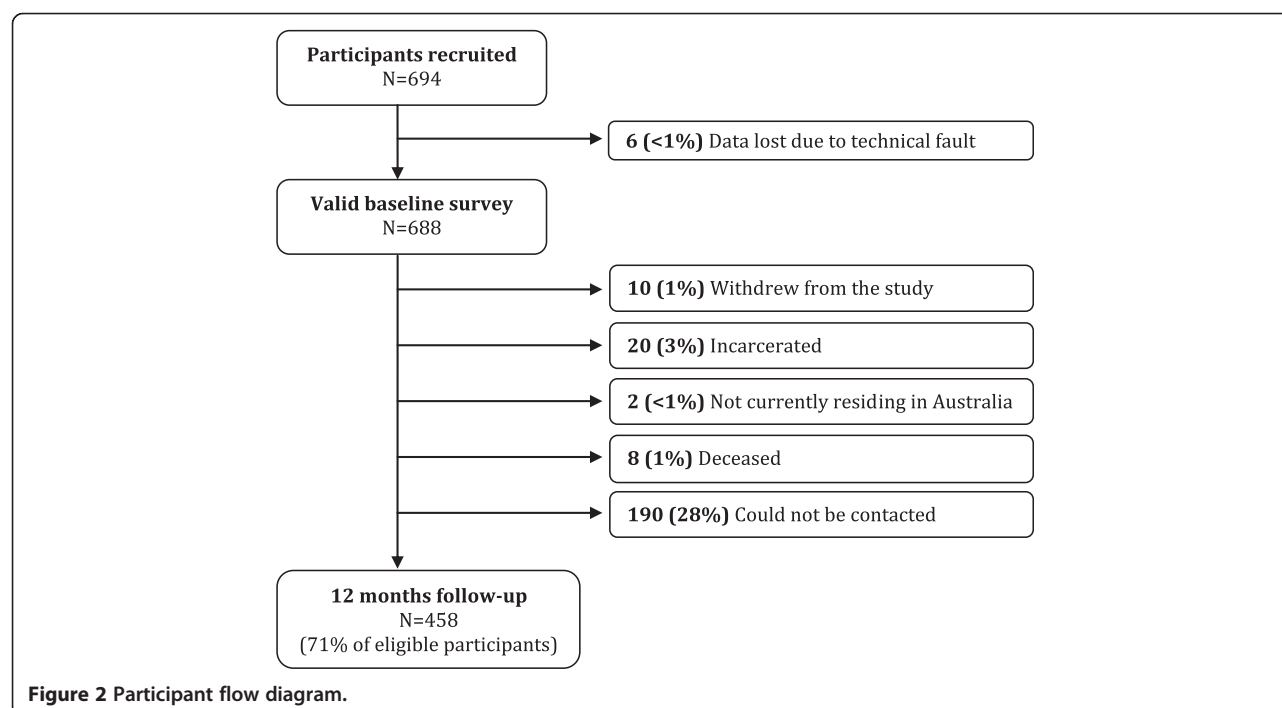 Participants recruited
N=694
6 (<1%) Data lost due to technical fault
Valid baseline survey
N=688
10 (1%) Withdrew from the study
20 (3%) Incarcerated
2 (<1%) Not currently residing in Australia
8 (1%) Deceased
190 (28%) Could not be contacted
12 months follow-up
N=458
(71% of eligible participants)
Figure 2 Participant flow diagram.